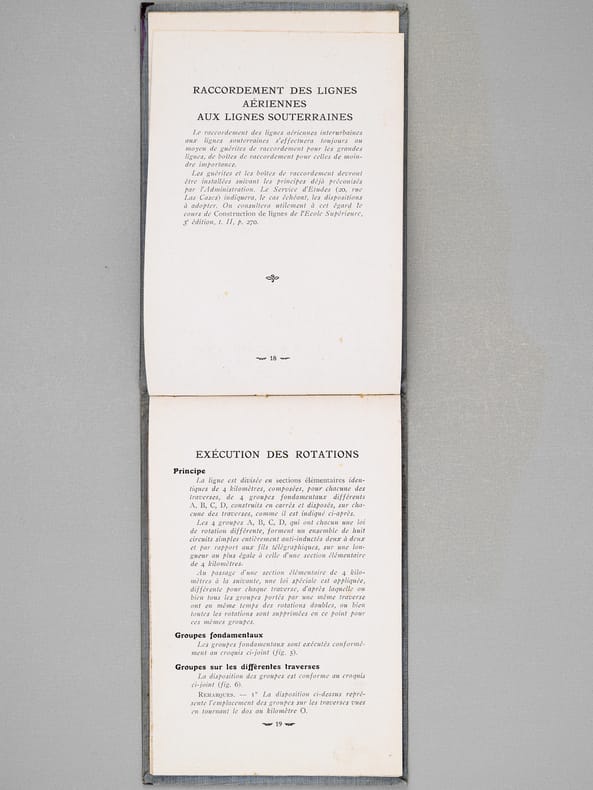 RACCORDEMENT DES LIGNES
AÉRIENNES
AUX LIGNES SOUTERRAINES
Le raccordement des lignes aériennes interurbaines
aux lignes souterraines s'effectuera toujours au
moyen de guérites de raccordement pour les grandes
lignes, de boîtes de raccordement pour celles de moin-
dre importance.
Les guérites et les boîtes de raccordement devront
être installées suivant les principes déjà préconisés
par l'Administration. Le Service d'Etudes (20, rue
Las Cases) indiquera, le cas échéant, les dispositions
à adopter. On consultera utilement à cet égard le
cours de Construction de lignes de l'Ecole Supérieure,
3e édition, t. II, p. 270.
18
EXÉCUTION DES ROTATIONS
Principe
La ligne est divisée en sections élémentaires iden-
tiques de 4 kilomètres, composées, pour chacune des
traverses, de 4 groupes fondamentaux différents
A, B, C, D, construits en carrés et disposés, sur cha-
cune des traverses, comme il est indiqué ci-après.
Les 4 groupes A, B, C, D, qui ont chacun une loi
de rotation différente, forment un ensemble de huit
circuits simples entièrement anti-inductés deux à deux
et par rapport aux fils télégraphiques, sur une lon-
gueur au plus égale à celle d'une section élémentaire
de 4 kilomètres.
Au passage d'une section élémentaire de 4 kilo-
mètres à la suivante, une loi spéciale est appliquée,
différente pour chaque traverse, d'après laquelle ou
bien tous les groupes portés par une même traverse
ont en même temps des rotations doubles, ou bien
toutes les rotations sont supprimées en ce point pour
ces mêmes groupes.
Groupes fondamentaux
Les groupes fondamentaux sont exécutés conformé-
ment au croquis ci-joint (fig. 5).
Groupes sur les différentes traverses
La disposition des groupes est conforme au croquis
ci-joint (fig. 6).
REMARQUES. — 1° La disposition ci-dessus repré-
sente l'emplacement des groupes sur les traverses vues
en tournant le dos au kilomètre O.
19